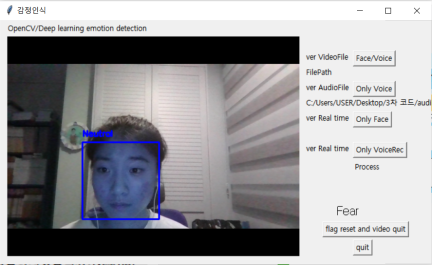 감정인식
OpenCV/Deep learning emotion detection
Neutral
ver VideoFile Face/Voice
FilePath
ver AudioFile Only Voice
C:/Users/USER/Desktop/3차 코드/audi
ver Real time Only Face
ver Real time Only VoiceRec
Process
Fear
flag reset and video quit
quit